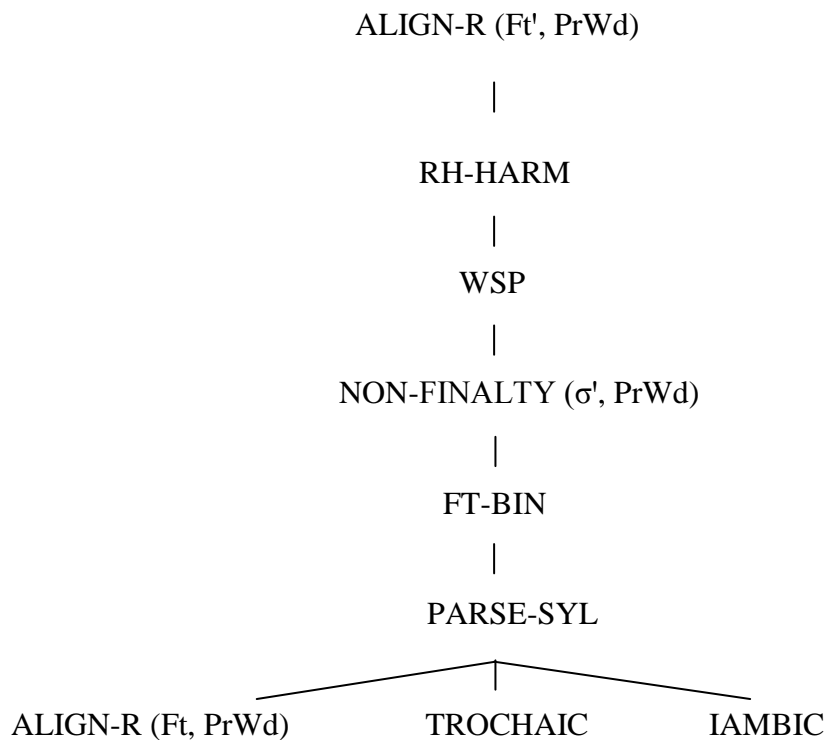 ALIGN-R (Ft', PrWd)
RH-HARM
WSP
NON-FINALTY (σ', PrWd)
FT-BIN
PARSE-SYL
ALIGN-R (Ft, PrWd) TROCHAIC IAMBIC